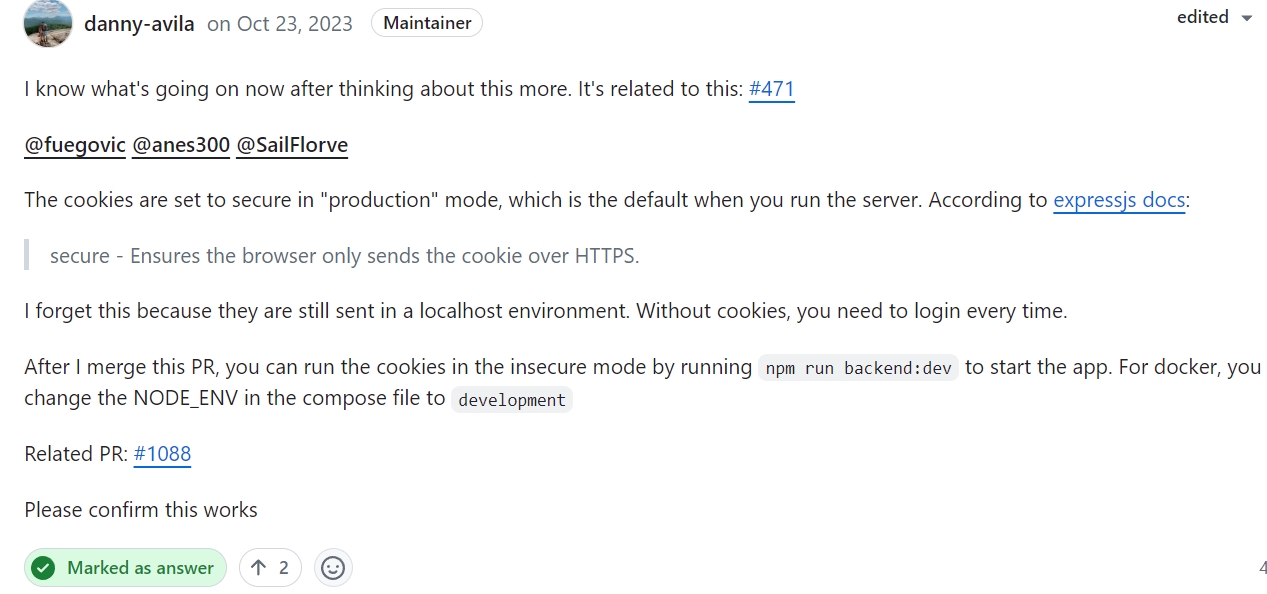 danny-avila on Oct 23, 2023 Maintainer edited
I know what's going on now after thinking about this more. It's related to this: #471
@fuegovic @anes300 @SailFlorve
The cookies are set to secure in "production" mode, which is the default when you run the server. According to expressjs docs:
secure - Ensures the browser only sends the cookie over HTTPS.
I forget this because they are still sent in a localhost environment. Without cookies, you need to login every time.
After I merge this PR, you can run the cookies in the insecure mode by running npm run backend:dev to start the app. For docker, you
change the NODE_ENV in the compose file to development
Related PR: #1088
Please confirm this works
Marked as answer 2 4